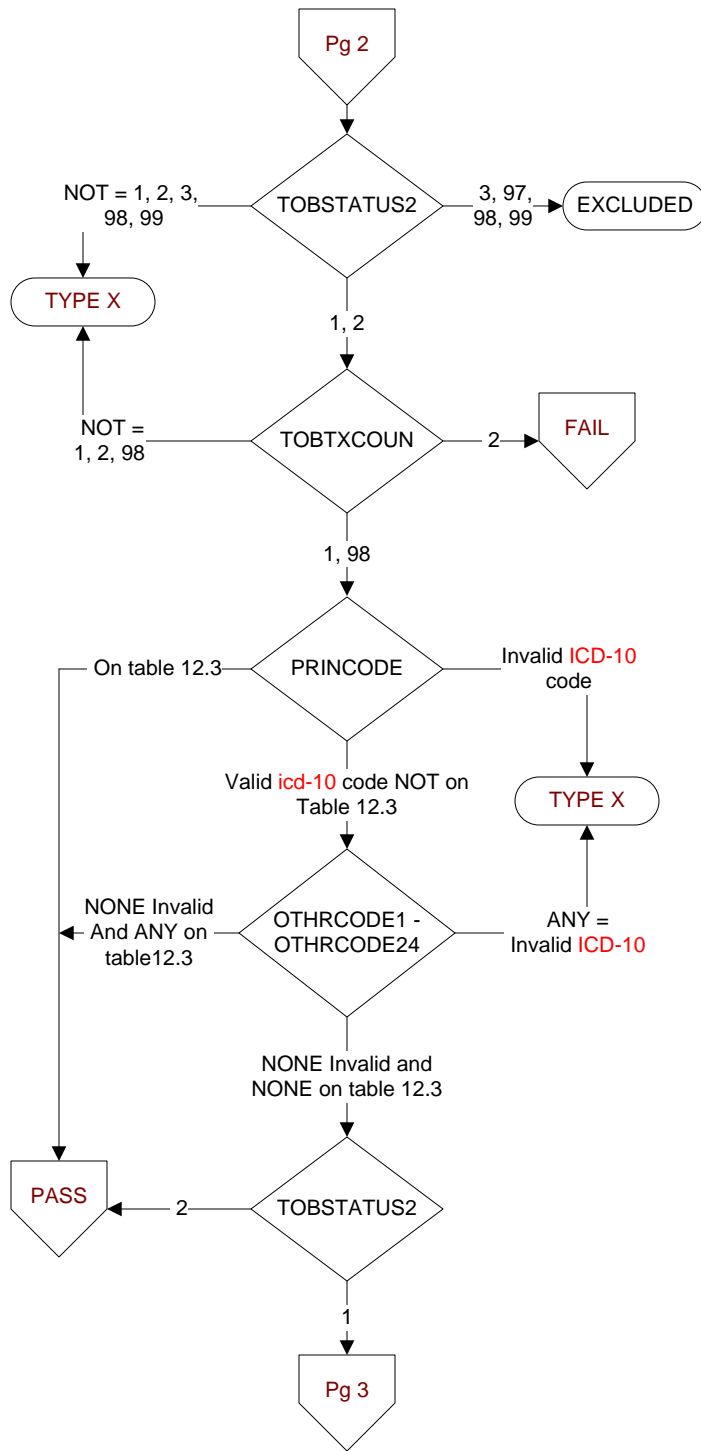 Pg 2
NOT = 1, 2, 3,
98, 99
TOBSTATUS2
3, 97,
98, 99
EXCLUDED
TYPE X
1, 2
NOT =
1, 2, 98
TOBTXCOUN
2
FAIL
1, 98
On table 12.3
PRINCODE
Invalid ICD-10
code
Valid icd-10 code NOT on
Table 12.3
TYPE X
NONE Invalid
And ANY on
table12.3
OTHRCODE1 -
OTHRCODE24
ANY =
Invalid ICD-10
NONE Invalid and
NONE on table 12.3
PASS
2
TOBSTATUS2
1
Pg 3